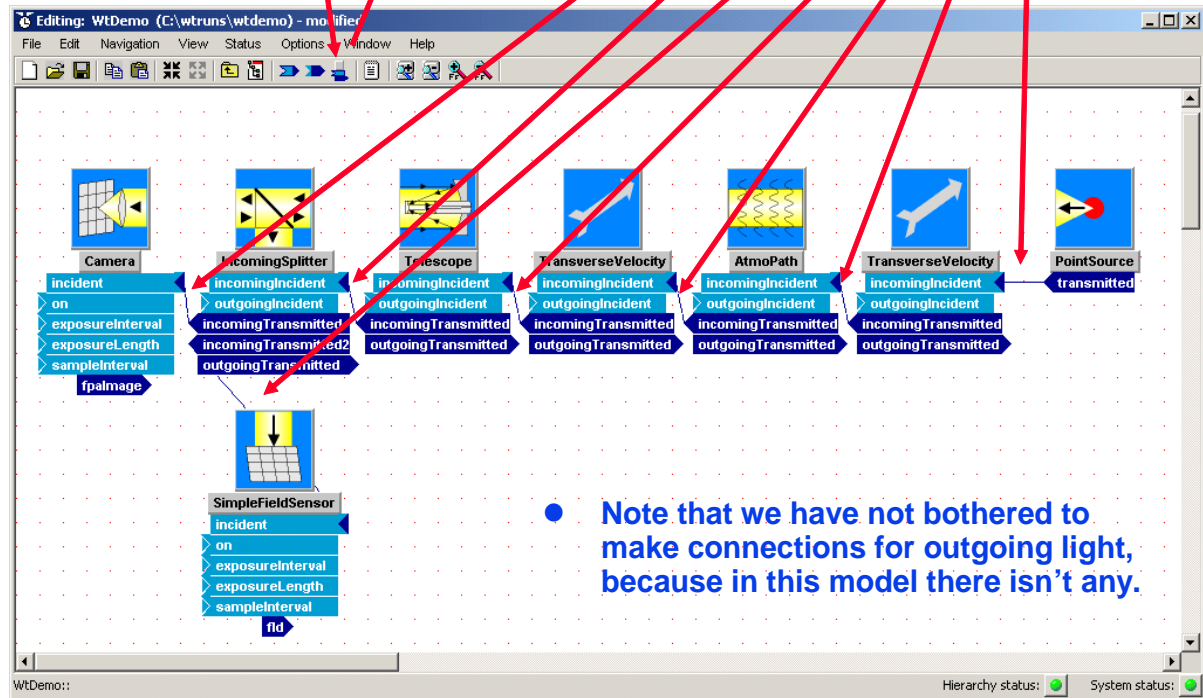 Editing: WtDemo (C:\wtruns\wtdemo) - modified
File Edit Navigation View Status Options Window Help
Camera
incident
on
exposureInterval
exposureLength
sampleInterval
fpaImage
IncomingSplitter
incomingIncident
outgoingIncident
incomingTransmitted
incomingTransmitted2
outgoingTransmitted
Telescope
incomingIncident
outgoingIncident
incomingTransmitted
outgoingTransmitted
TransverseVelocity
incomingIncident
outgoingIncident
incomingTransmitted
outgoingTransmitted
AtmoPath
incomingIncident
outgoingIncident
incomingTransmitted
outgoingTransmitted
TransverseVelocity
incomingIncident
outgoingIncident
incomingTransmitted
outgoingTransmitted
PointSource
transmitted
SimpleFieldSensor
incident
on
exposureInterval
exposureLength
sampleInterval
fld
● Note that we have not bothered to
make connections for outgoing light,
because in this model there isn't any.
WtDemo::
Hierarchy status: System status: